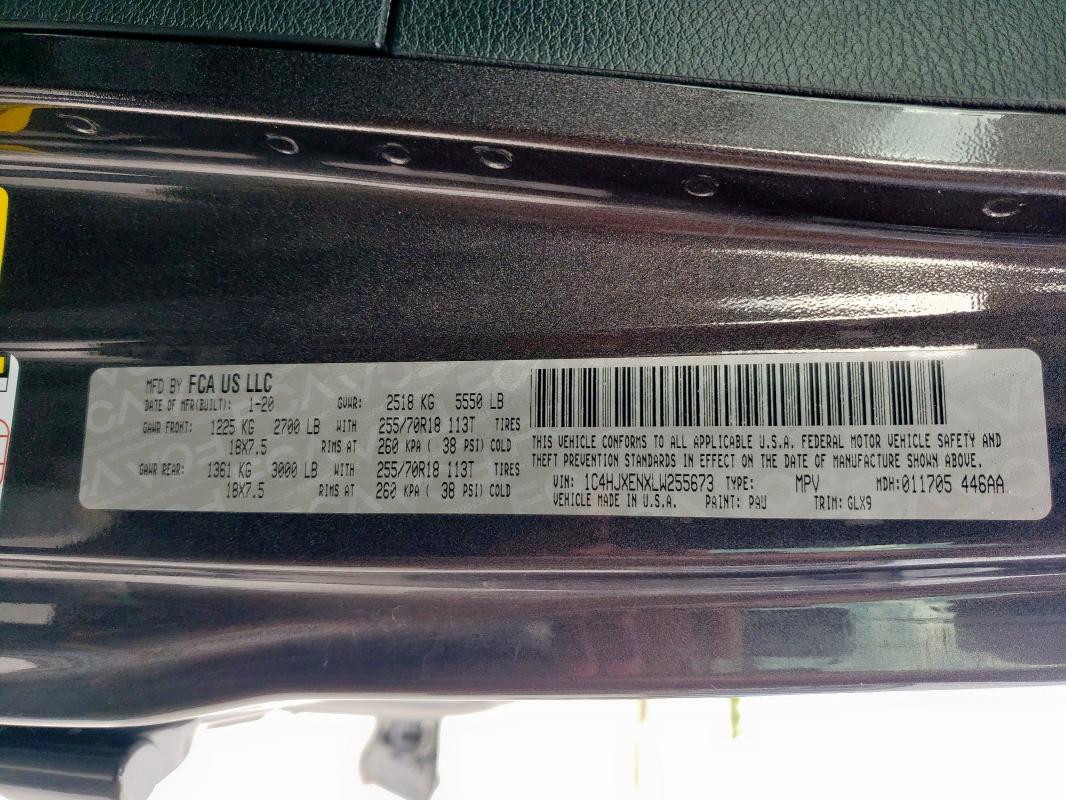 MFD BY FCA US LLC
DATE OF MFR(BUILT): 1-20 GVWR: 2518 KG 5550 LB
GAWR FRONT: 1225 KG 2700 LB WITH 255/70R18 113T TIRES
18X7.5 RIMS AT 260 KPA ( 38 PSI) COLD
GAWR REAR: 1361 KG 3000 LB WITH 255/70R18 113T TIRES
18X7.5 RIMS AT 260 KPA ( 38 PSI) COLD
THIS VEHICLE CONFORMS TO ALL APPLICABLE U.S.A. FEDERAL MOTOR VEHICLE SAFETY AND
THEFT PREVENTION STANDARDS IN EFFECT ON THE DATE OF MANUFACTURE SHOWN ABOVE.
VIN: 1C4HJXENXLW255673 TYPE: MPV MDH:011705 446AA
VEHICLE MADE IN U.S.A. PAINT: PAU TRIM: GLX9